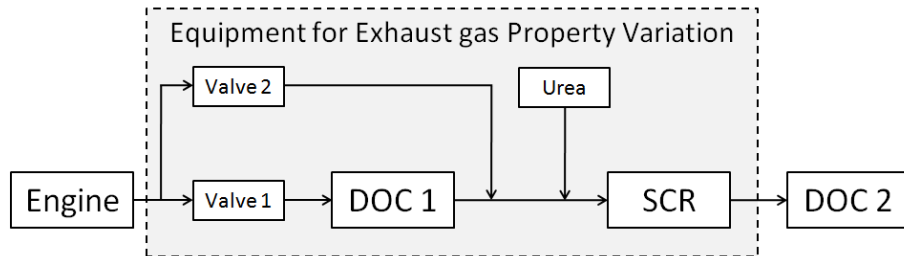 Equipment for Exhaust gas Property Variation
Valve 2
Urea
Engine
Valve 1
DOC 1
SCR
DOC 2